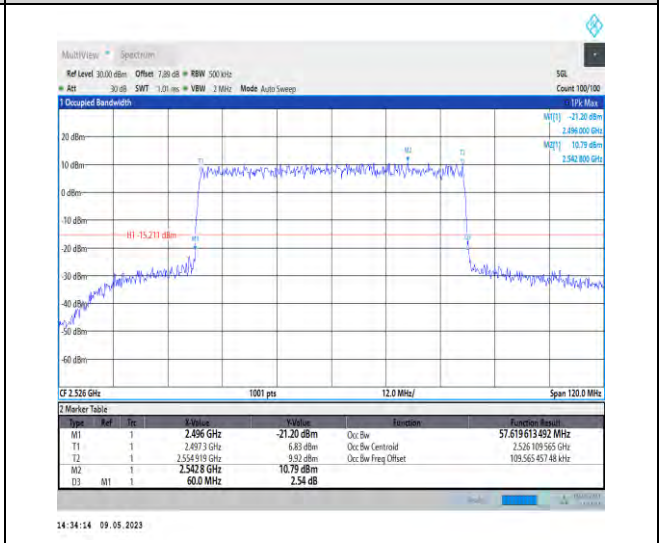 MultiView Spectrum
Ref Level 30.00 dBm Offset 7.89 dB RBW 500 kHz SGL
Att 30 dB SWT 1.01 ms VBW 2 MHz Mode Auto Sweep Count 100/100
1 Occupied Bandwidth 1Pk Max
M1[1] -21.20 dBm
2.496 000 GHz
M2[1] 10.79 dBm
2.542 800 GHz
20 dBm
10 dBm
0 dBm
-10 dBm
H1 -15.211 dBm
-20 dBm
-30 dBm
-40 dBm
-50 dBm
-60 dBm
T1
M2
T2
M1
CF 2.526 GHz 1001 pts 12.0 MHz/ Span 120.0 MHz
2 Marker Table
Type Ref Trc X-Value Y-Value Function Function Result
M1 1 2.496 GHz -21.20 dBm Occ Bw 57.619 613 492 MHz
T1 1 2.4973 GHz 6.83 dBm Occ Bw Centroid 2.526 109 565 GHz
T2 1 2.554 919 GHz 9.92 dBm Occ Bw Freq Offset 109.565 457 48 kHz
M2 1 2.5428 GHz 10.79 dBm
D3 M1 1 60.0 MHz 2.54 dB
14:34:14 09.05.2023